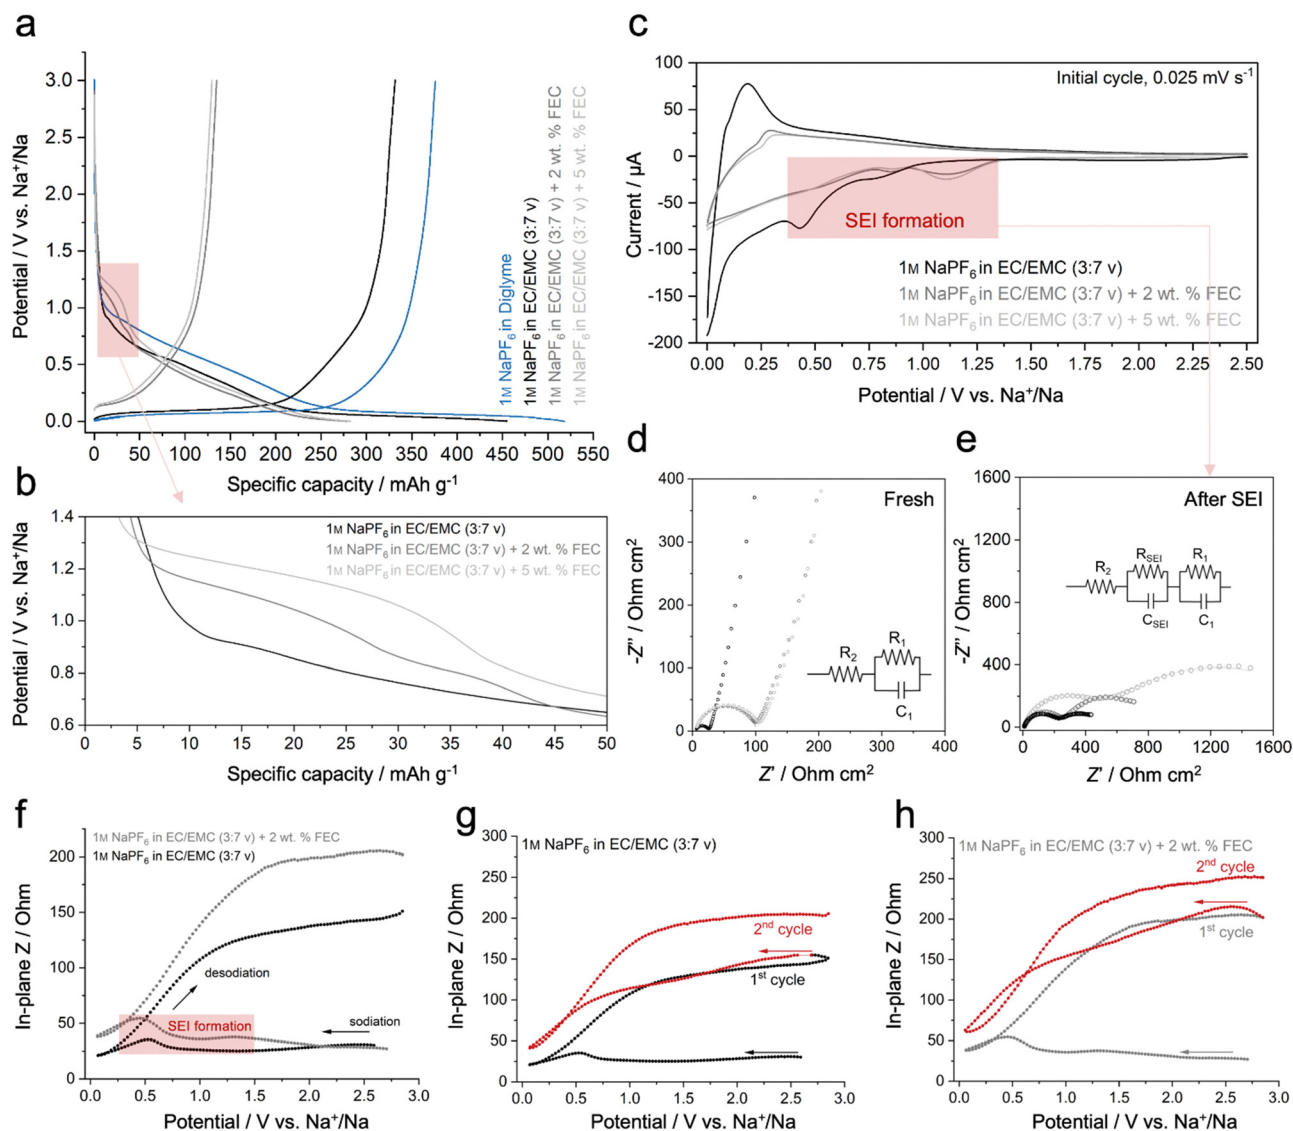 a
3.0
2.5
2.0
1.5
1.0
0.5
0.0
Potential / V vs. Na⁺/Na
0 50 100 150 200 250 300 350 400 450 500 550
Specific capacity / mAh g⁻¹
1M NaPF₆ in Diglyme
1M NaPF₆ in EC/EMC (3:7 v)
1M NaPF₆ in EC/EMC (3:7 v) + 2 wt. % FEC
1M NaPF₆ in EC/EMC (3:7 v) + 5 wt. % FEC
b
1.4
1.2
1.0
0.8
0.6
Potential / V vs. Na⁺/Na
1M NaPF₆ in EC/EMC (3:7 v)
1M NaPF₆ in EC/EMC (3:7 v) + 2 wt. % FEC
1M NaPF₆ in EC/EMC (3:7 v) + 5 wt. % FEC
0 5 10 15 20 25 30 35 40 45 50
Specific capacity / mAh g⁻¹
c
100
50
0
-50
-100
-150
-200
Current / µA
Initial cycle, 0.025 mV s⁻¹
SEI formation
1M NaPF₆ in EC/EMC (3:7 v)
1M NaPF₆ in EC/EMC (3:7 v) + 2 wt. % FEC
1M NaPF₆ in EC/EMC (3:7 v) + 5 wt. % FEC
0.00 0.25 0.50 0.75 1.00 1.25 1.50 1.75 2.00 2.25 2.50
Potential / V vs. Na⁺/Na
d
400
300
200
100
0
-Z'' / Ohm cm²
Fresh
R₂
R₁
C₁
0 100 200 300 400
Z' / Ohm cm²
e
1600
1200
800
400
0
-Z'' / Ohm cm²
After SEI
R₂
R_SEI
R₁
C_SEI
C₁
0 400 800 1200 1600
Z' / Ohm cm²
f
200
150
100
50
0
In-plane Z / Ohm
1M NaPF₆ in EC/EMC (3:7 v) + 2 wt. % FEC
1M NaPF₆ in EC/EMC (3:7 v)
desodiation
SEI formation
sodiation
0.0 0.5 1.0 1.5 2.0 2.5 3.0
Potential / V vs. Na⁺/Na
g
300
250
200
150
100
50
0
In-plane Z / Ohm
1M NaPF₆ in EC/EMC (3:7 v)
2ⁿᵈ cycle
1ˢᵗ cycle
0.0 0.5 1.0 1.5 2.0 2.5 3.0
Potential / V vs. Na⁺/Na
h
300
250
200
150
100
50
0
In-plane Z / Ohm
1M NaPF₆ in EC/EMC (3:7 v) + 2 wt. % FEC
2ⁿᵈ cycle
1ˢᵗ cycle
0.0 0.5 1.0 1.5 2.0 2.5 3.0
Potential / V vs. Na⁺/Na